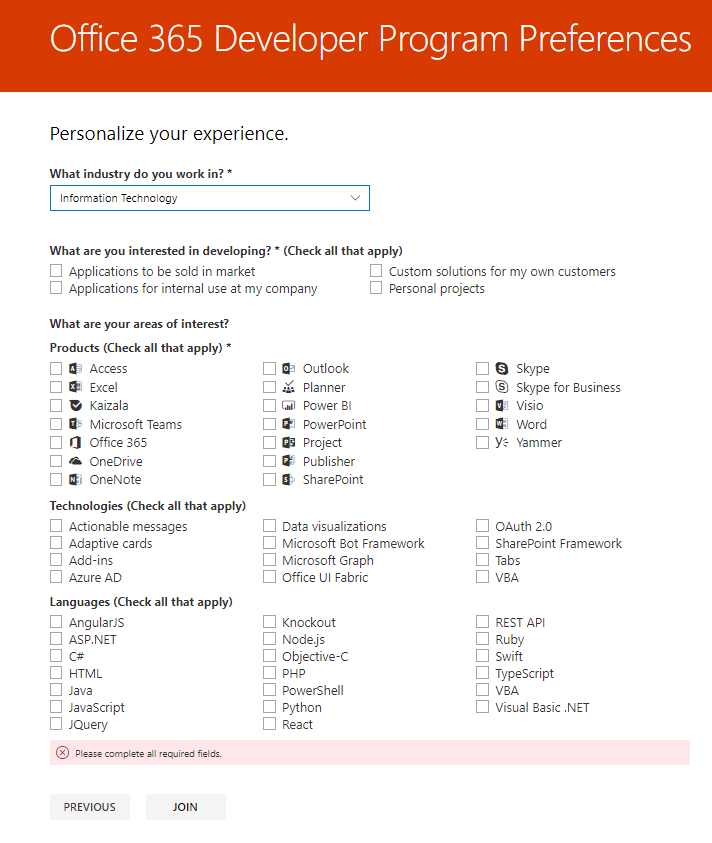 Office 365 Developer Program Preferences
Personalize your experience.
What industry do you work in? *
Information Technology
What are you interested in developing? * (Check all that apply)
Applications to be sold in market Custom solutions for my own customers
Applications for internal use at my company Personal projects
What are your areas of interest?
Products (Check all that apply) *
Access Outlook Skype
Excel Planner Skype for Business
Kaizala Power BI Visio
Microsoft Teams PowerPoint Word
Office 365 Project Yammer
OneDrive Publisher
OneNote SharePoint
Technologies (Check all that apply)
Actionable messages Data visualizations OAuth 2.0
Adaptive cards Microsoft Bot Framework SharePoint Framework
Add-ins Microsoft Graph Tabs
Azure AD Office UI Fabric VBA
Languages (Check all that apply)
AngularJS Knockout REST API
ASP.NET Node.js Ruby
C# Objective-C Swift
HTML PHP TypeScript
Java PowerShell VBA
JavaScript Python Visual Basic .NET
JQuery React
Please complete all required fields.
PREVIOUS JOIN